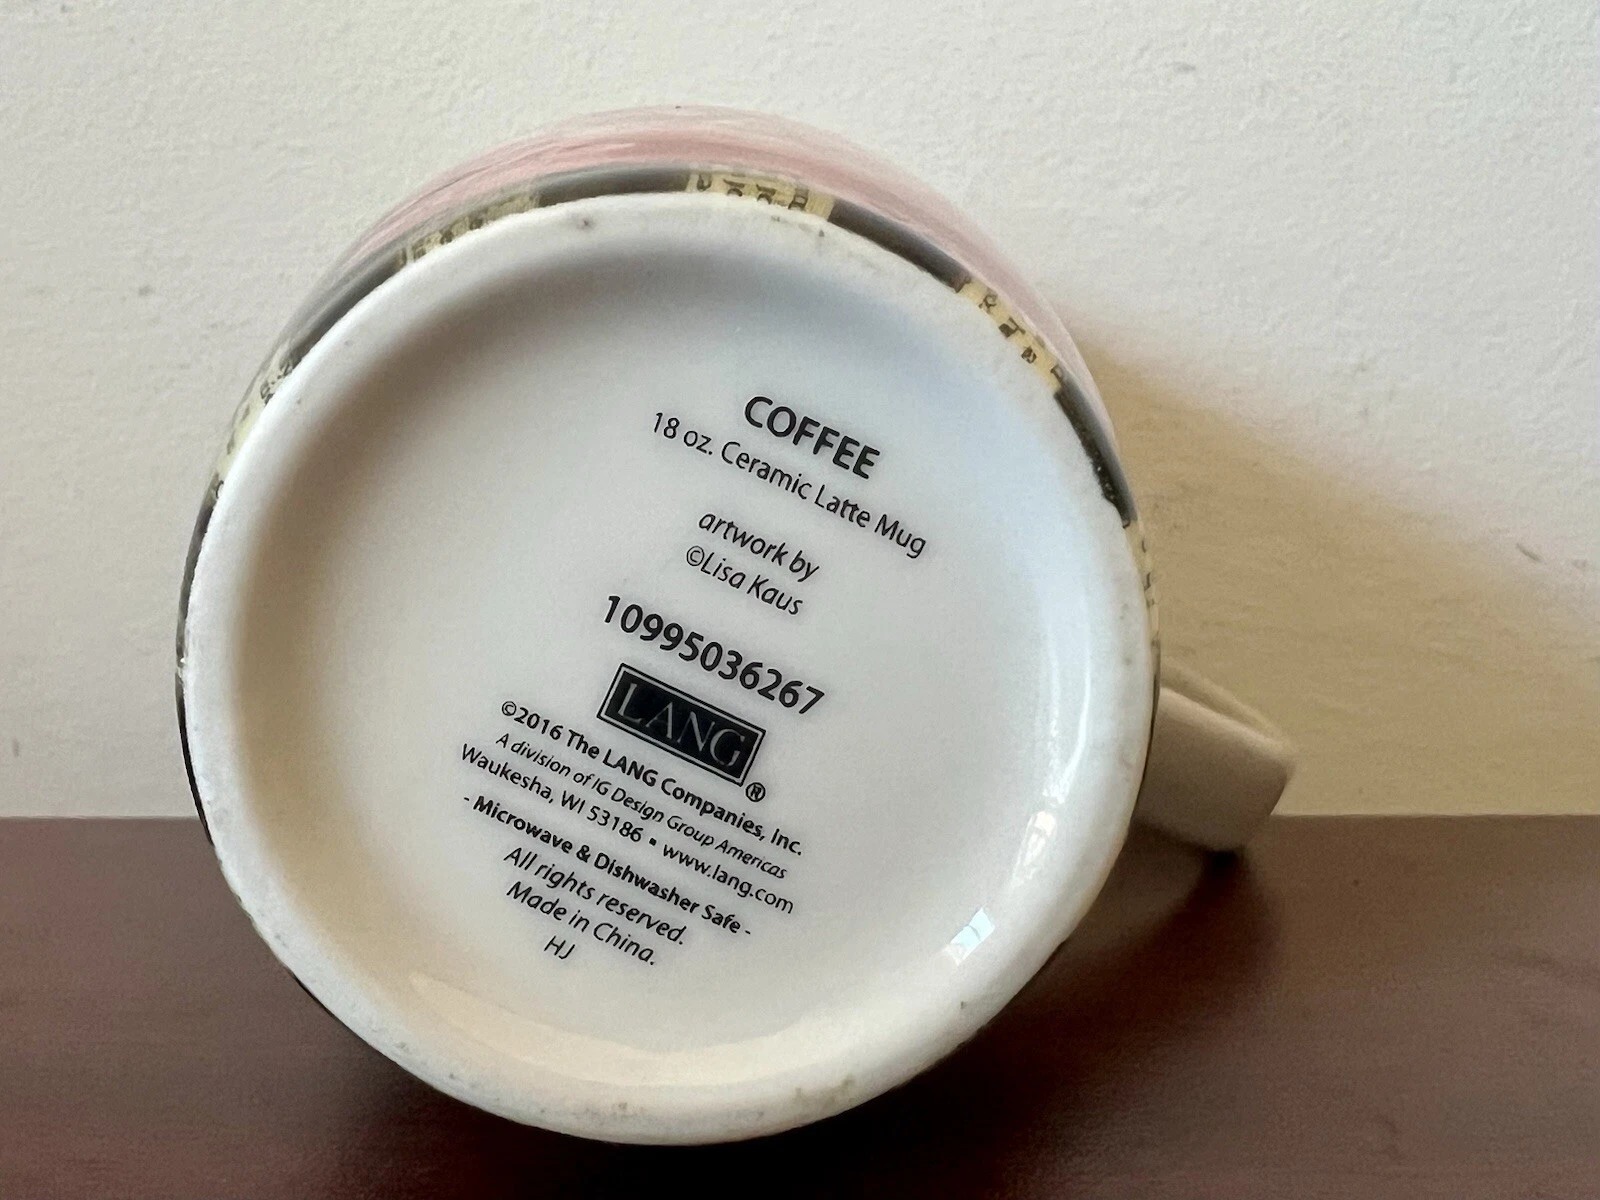 COFFEE
18 oz. Ceramic Latte Mug
artwork by
©Lisa Kaus
10995036267
LANG®
©2016 The LANG Companies, Inc.
A division of IG Design Group Americas
Waukesha, WI 53186 • www.lang.com
- Microwave & Dishwasher Safe -
All rights reserved.
Made in China.
HJ